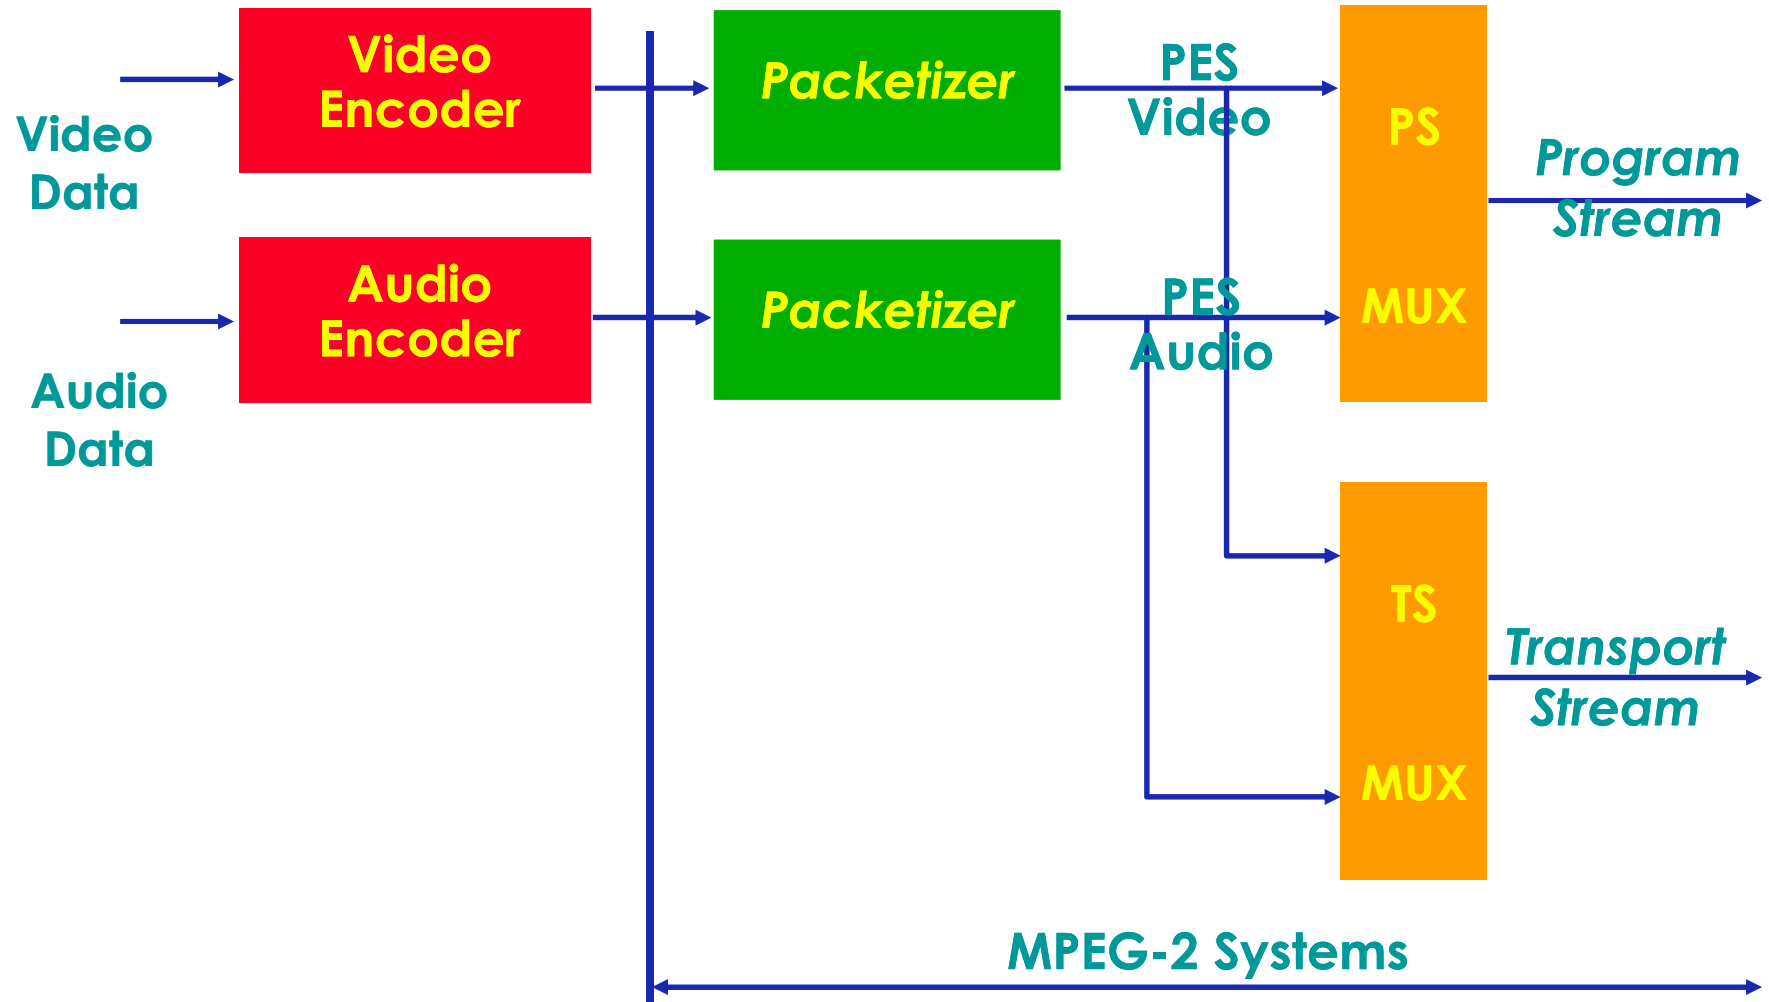 Video
Data
Video
Encoder
Packetizer
PES
Video
PS
MUX
Program
Stream
Audio
Data
Audio
Encoder
Packetizer
PES
Audio
TS
MUX
Transport
Stream
MPEG-2 Systems